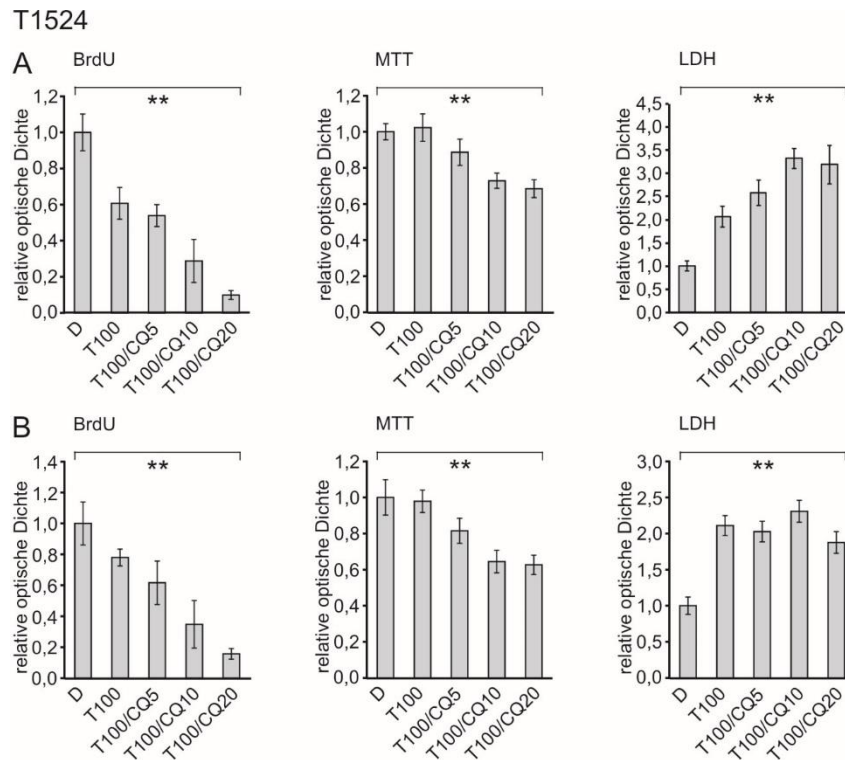 T1524
A
BrdU
**
relative optische Dichte
1,2
1,0
0,8
0,6
0,4
0,2
0,0
D
T100
T100/CQ5
T100/CQ10
T100/CQ20
MTT
**
relative optische Dichte
1,2
1,0
0,8
0,6
0,4
0,2
0,0
D
T100
T100/CQ5
T100/CQ10
T100/CQ20
LDH
**
relative optische Dichte
4,5
3,5
3,0
2,5
2,0
1,5
1,0
5,5
0,0
D
T100
T100/CQ5
T100/CQ10
T100/CQ20
B
BrdU
**
relative optische Dichte
1,4
1,2
1,0
0,8
0,6
0,4
0,2
0,0
D
T100
T100/CQ5
T100/CQ10
T100/CQ20
MTT
**
relative optische Dichte
1,2
1,0
0,8
0,6
0,4
0,2
0,0
D
T100
T100/CQ5
T100/CQ10
T100/CQ20
LDH
**
relative optische Dichte
3,0
2,5
2,0
1,5
1,0
5,5
0,0
D
T100
T100/CQ5
T100/CQ10
T100/CQ20